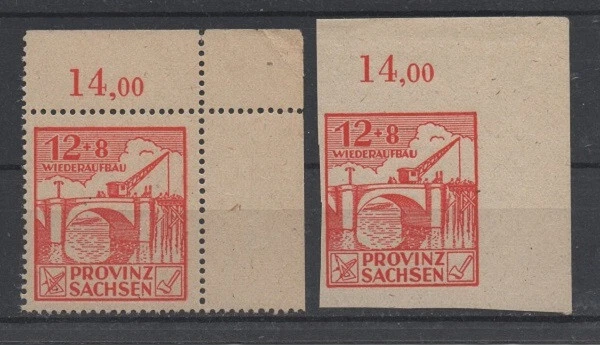 14,00
12+8
WIEDERAUFBAU
PROVINZ
SACHSEN
14,00
12+8
WIEDERAUFBAU
PROVINZ
SACHSEN